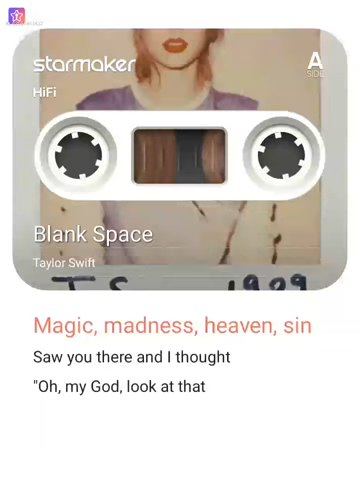 starmaker
HiFi
A
SIDE
Blank Space
Taylor Swift
T.S. 1989
Magic, madness, heaven, sin
Saw you there and I thought
"Oh, my God, look at that